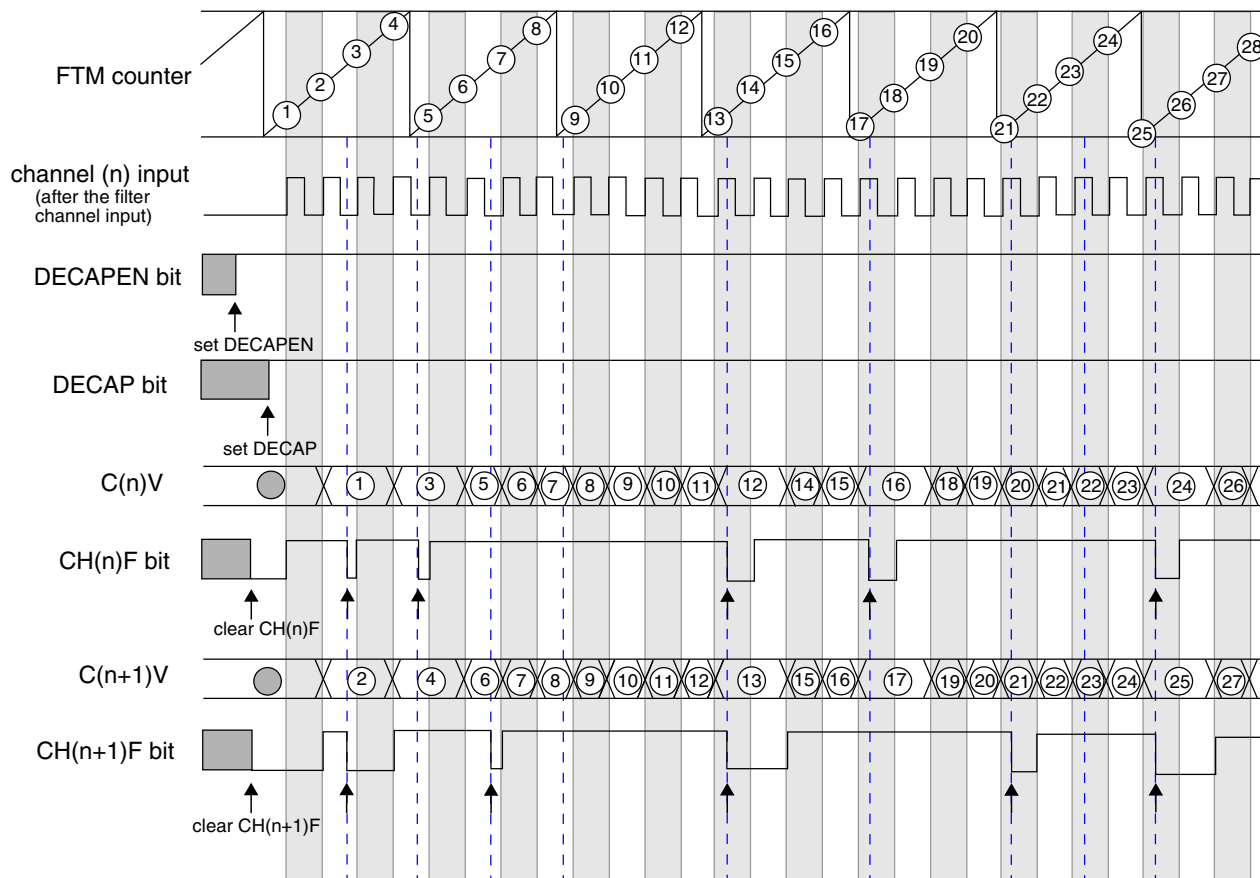 FTM counter
1 2 3 4 5 6 7 8 9 10 11 12 13 14 15 16 17 18 19 20 21 22 23 24 25 26 27 28
channel (n) input
(after the filter
channel input)
DECAPEN bit
set DECAPEN
DECAP bit
set DECAP
C(n)V 1 3 5 6 7 8 9 10 11 12 14 15 16 18 19 20 21 22 23 24 26
CH(n)F bit
clear CH(n)F
C(n+1)V 2 4 6 7 8 9 10 11 12 13 15 16 17 19 20 21 22 23 24 25 27
CH(n+1)F bit
clear CH(n+1)F